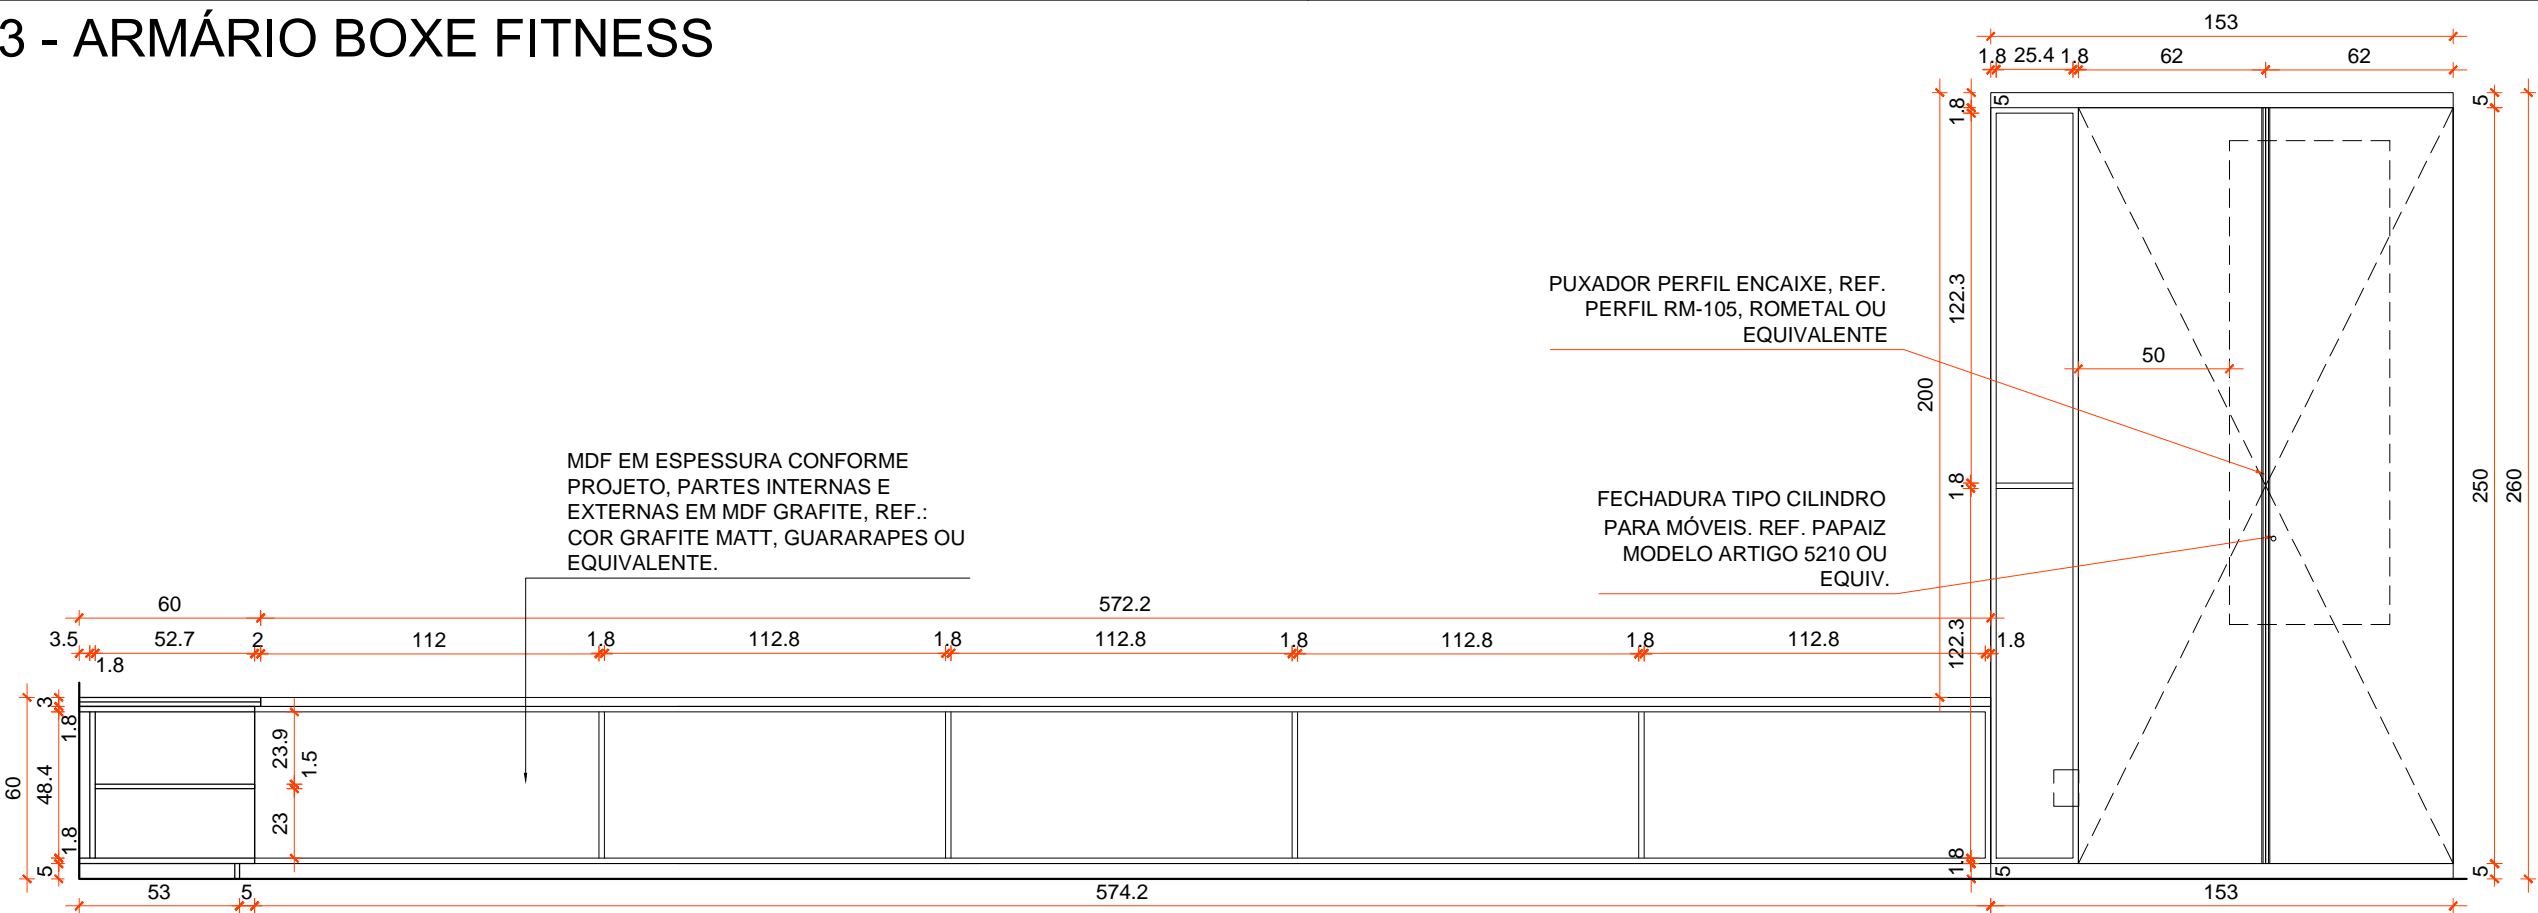 3 - ARMÁRIO BOXE FITNESS
153
1.8 25.4 1.8 62 62
1.8
5
5
PUXADOR PERFIL ENCAIXE, REF.
PERFIL RM-105, ROMETAL OU
EQUIVALENTE
122.3
50
200
MDF EM ESPESSURA CONFORME
PROJETO, PARTES INTERNAS E
EXTERNAS EM MDF GRAFITE, REF.:
COR GRAFITE MATT, GUARARAPES OU
EQUIVALENTE.
FECHADURA TIPO CILINDRO
PARA MÓVEIS. REF. PAPAIZ
MODELO ARTIGO 5210 OU
EQUIV.
1.8
250
260
60 572.2
3.5 52.7 2 112 1.8 112.8 1.8 112.8 1.8 112.8 1.8 112.8 1.8
1.8
122.3
3
1.8
23.9
1.5
60
48.4
23
1.8
5
1.8
5
5
53 5 574.2 153